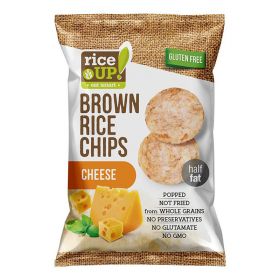 rice
UP!
eat smart
GLUTEN FREE
BROWN
RICE
CHIPS
CHEESE
half
fat
POPPED
NOT FRIED
from WHOLE GRAINS
NO PRESERVATIVES
NO GLUTAMATE
NO GMO